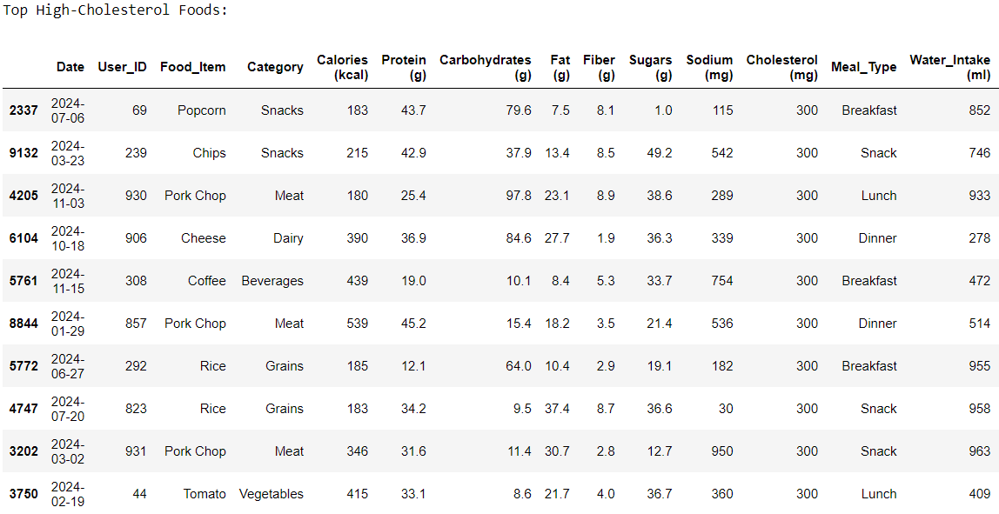 Top High-Cholesterol Foods:
Date User_ID Food_Item Category Calories (kcal) Protein (g) Carbohydrates (g) Fat (g) Fiber (g) Sugars (g) Sodium (mg) Cholesterol (mg) Meal_Type Water_Intake (ml)
2337 2024-07-06 69 Popcorn Snacks 183 43.7 79.6 7.5 8.1 1.0 115 300 Breakfast 852
9132 2024-03-23 239 Chips Snacks 215 42.9 37.9 13.4 8.5 49.2 542 300 Snack 746
4205 2024-11-03 930 Pork Chop Meat 180 25.4 97.8 23.1 8.9 38.6 289 300 Lunch 933
6104 2024-10-18 906 Cheese Dairy 390 36.9 84.6 27.7 1.9 36.3 339 300 Dinner 278
5761 2024-11-15 308 Coffee Beverages 439 19.0 10.1 8.4 5.3 33.7 754 300 Breakfast 472
8844 2024-01-29 857 Pork Chop Meat 539 45.2 15.4 18.2 3.5 21.4 536 300 Dinner 514
5772 2024-06-27 292 Rice Grains 185 12.1 64.0 10.4 2.9 19.1 182 300 Breakfast 955
4747 2024-07-20 823 Rice Grains 183 34.2 9.5 37.4 8.7 36.6 30 300 Snack 958
3202 2024-03-02 931 Pork Chop Meat 346 31.6 11.4 30.7 2.8 12.7 950 300 Snack 963
3750 2024-02-19 44 Tomato Vegetables 415 33.1 8.6 21.7 4.0 36.7 360 300 Lunch 409